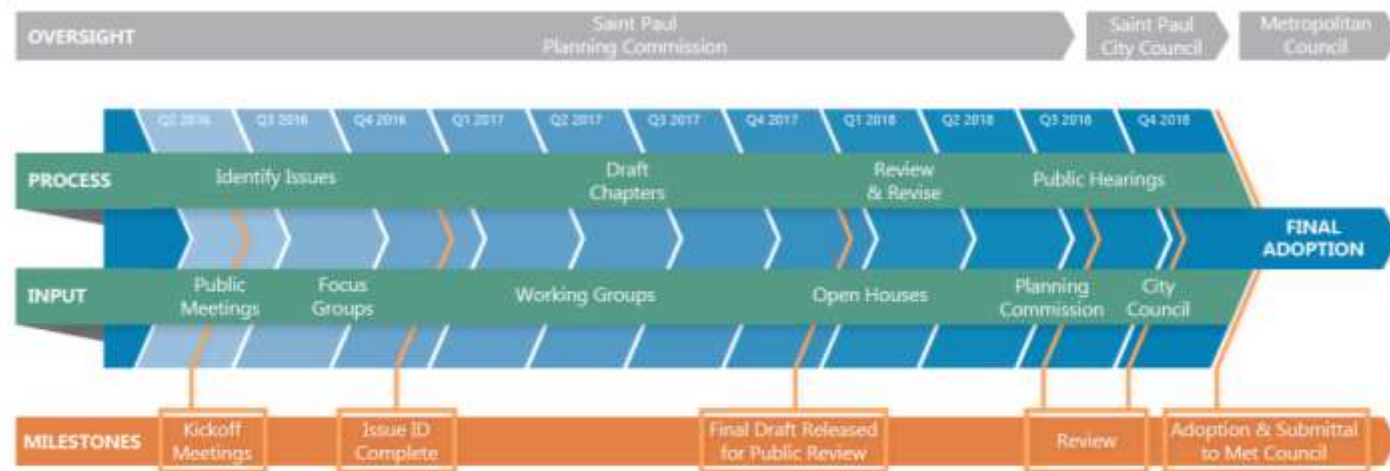 OVERSIGHT
Saint Paul
Planning Commission
Saint Paul
City Council
Metropolitan
Council
Q2 2016
Q3 2016
Q4 2016
Q1 2017
Q2 2017
Q3 2017
Q4 2017
Q1 2018
Q2 2018
Q3 2018
Q4 2018
PROCESS
Identify Issues
Draft
Chapters
Review
& Revise
Public Hearings
FINAL
ADOPTION
INPUT
Public
Meetings
Focus
Groups
Working Groups
Open Houses
Planning
Commission
City
Council
MILESTONES
Kickoff
Meetings
Issue ID
Complete
Final Draft Released
for Public Review
Review
Adoption & Submittal
to Met Council